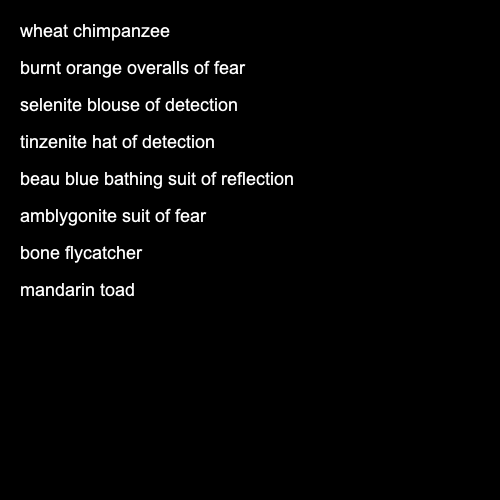 wheat chimpanzee
burnt orange overalls of fear
selenite blouse of detection
tinzenite hat of detection
beau blue bathing suit of reflection
amblygonite suit of fear
bone flycatcher
mandarin toad